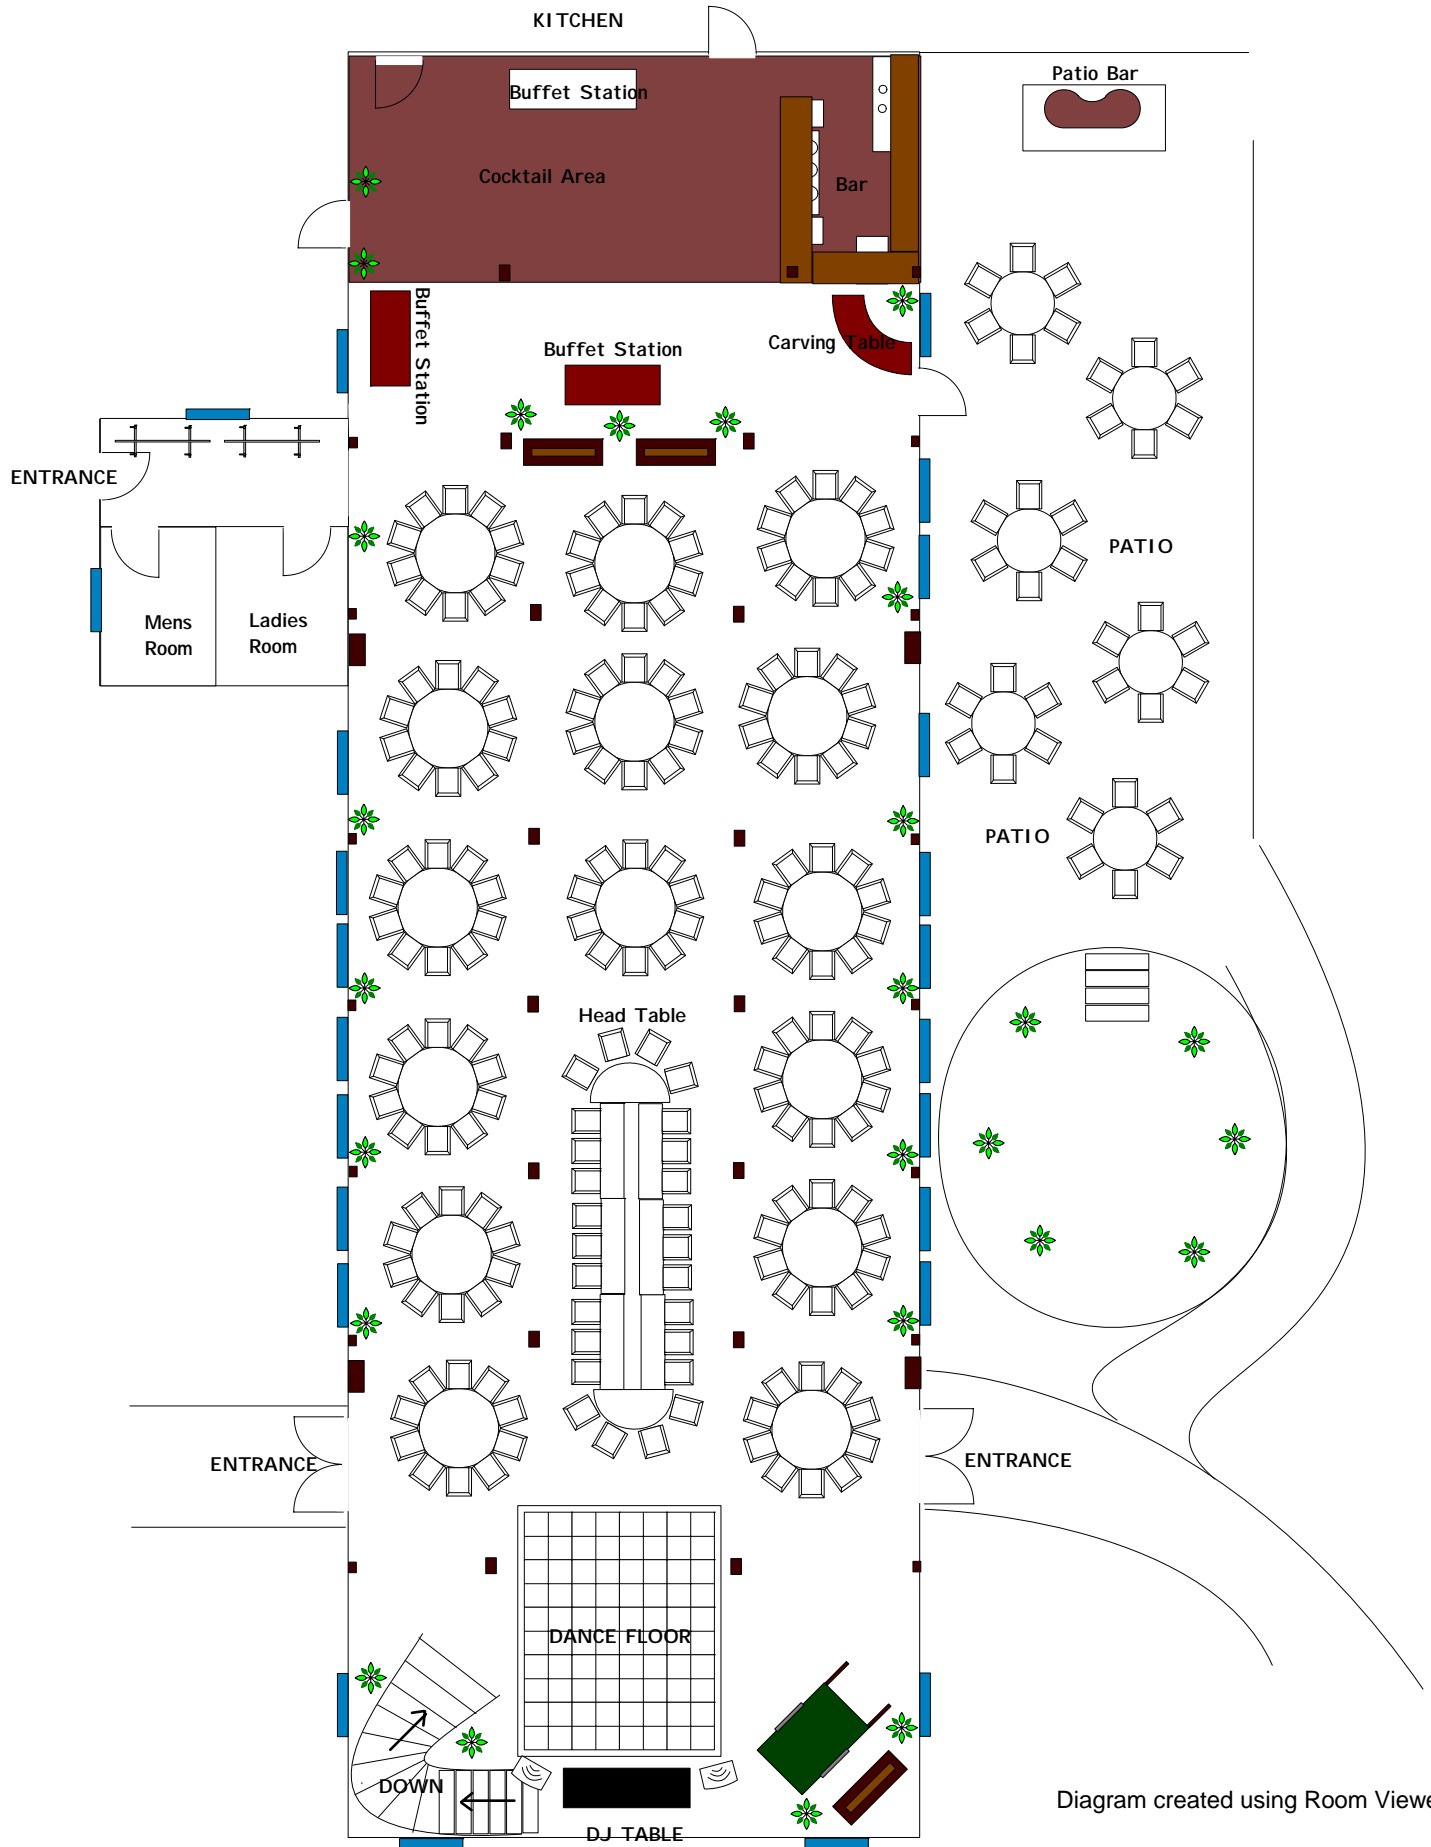 KITCHEN
Patio Bar
Buffet Station
Cocktail Area
Bar
Buffet Station
Carving Table
Buffet Station
ENTRANCE
PATIO
Mens
Room
Ladies
Room
PATIO
Head Table
ENTRANCE
ENTRANCE
DANCE FLOOR
DOWN
DJ TABLE
Diagram created using Room Viewe